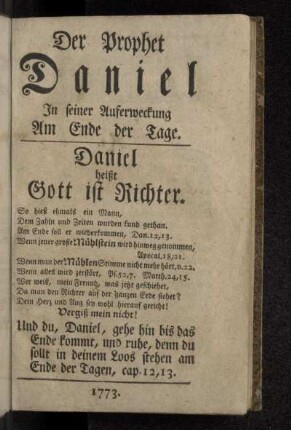 Der Prophet
Daniel
In seiner Auferweckung
Am Ende der Tage.
Daniel
heißt
Gott ist Richter.
So hieß ehmals ein Mann,
Dem Zahln und Zeiten wurden kund gethan.
Am Ende soll er wiederkommen, Dan. 12, 13.
Wenn jener große Mühlstein wird hinweg genommen,
Apocal. 18, 21.
Wenn man der Mühlen Stimme nicht mehr hört, v. 22.
Wenn alles wird zerstört, Ps. 52, 7. Matth. 24, 15.
Wer weiß, mein Freund, was jetzt geschiehet,
Da man den Richter auf der ganzen Erde siehet?
Dein Herz und Aug sey wohl hierauf gericht!
Vergiß mein nicht!
Und du, Daniel, gehe hin bis das
Ende kommt, und ruhe, denn du
sollt in deinem Loos stehen am
Ende der Tagen, cap. 12, 13.
1773.